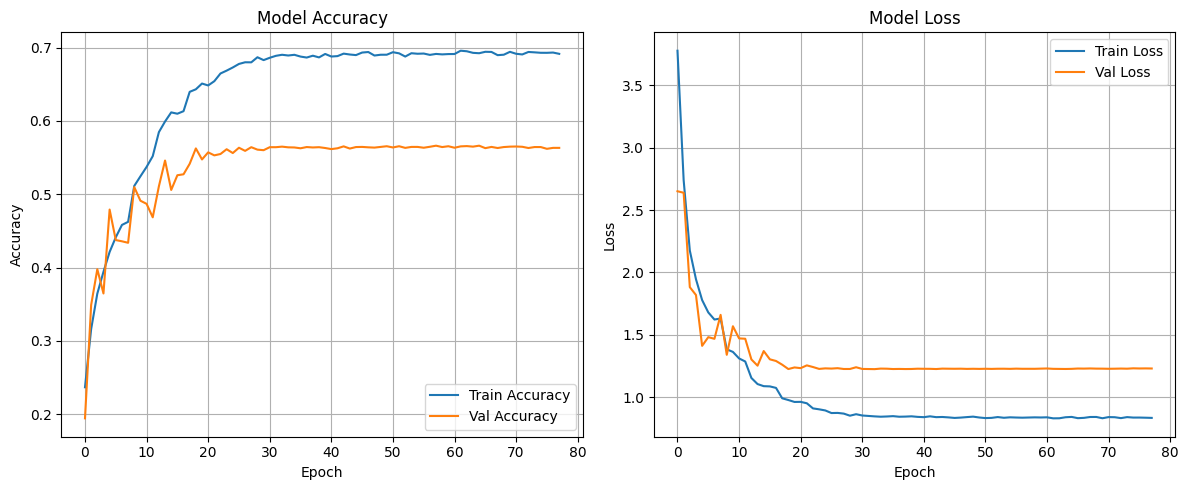 Model Accuracy
0.7
0.6
0.5
0.4
0.3
0.2
Accuracy
Train Accuracy
Val Accuracy
0 10 20 30 40 50 60 70 80
Epoch
Model Loss
Train Loss
Val Loss
3.5
3.0
2.5
2.0
1.5
1.0
Loss
0 10 20 30 40 50 60 70 80
Epoch